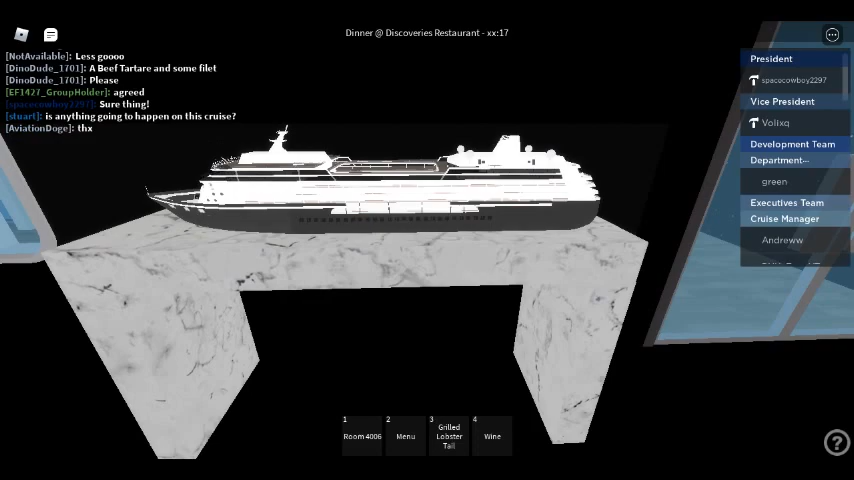 Dinner @ Discoveries Restaurant - xx:17
[NotAvailable]: Less goooo
[DinoDude_1701]: A Beef Tartare and some filet
[DinoDude_1701]: Please
[EF1427_GroupHolder]: agreed
[spacecowboy2297]: Sure thing!
[stuart]: is anything going to happen on this cruise?
[AviationDoge]: thx
President
spacecowboy2297
Vice President
Volixq
Development Team
Department...
green
Executives Team
Cruise Manager
Andreww
1
Room 4006
2
Menu
3
Grilled
Lobster
Tail
4
Wine
?